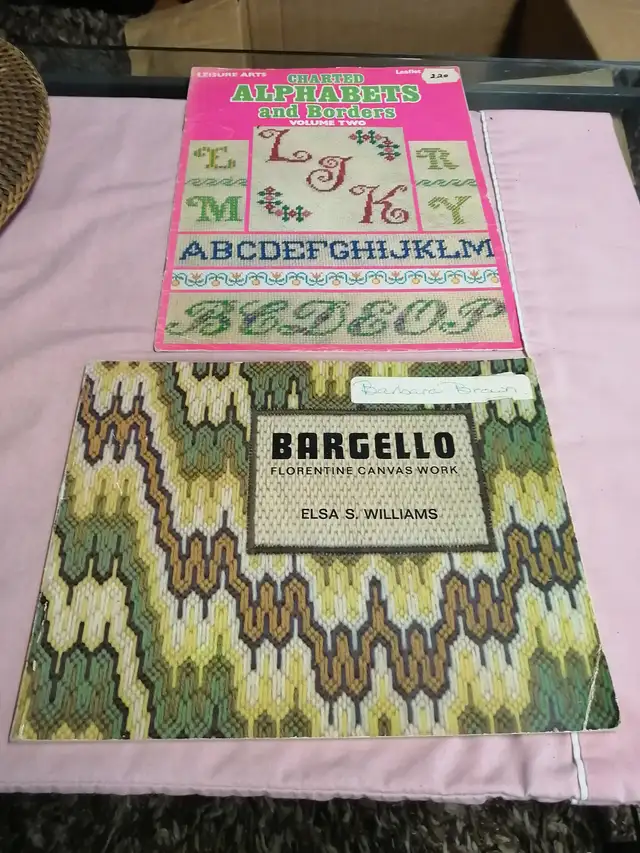 LEISURE ARTS
Leaflet 220
CHARTED
ALPHABETS
and Borders
VOLUME TWO
E L J R
M K Y
ABCDEFGHIJKLM
BCDEOP
Barbara Brown
BARGELLO
FLORENTINE CANVAS WORK
ELSA S. WILLIAMS